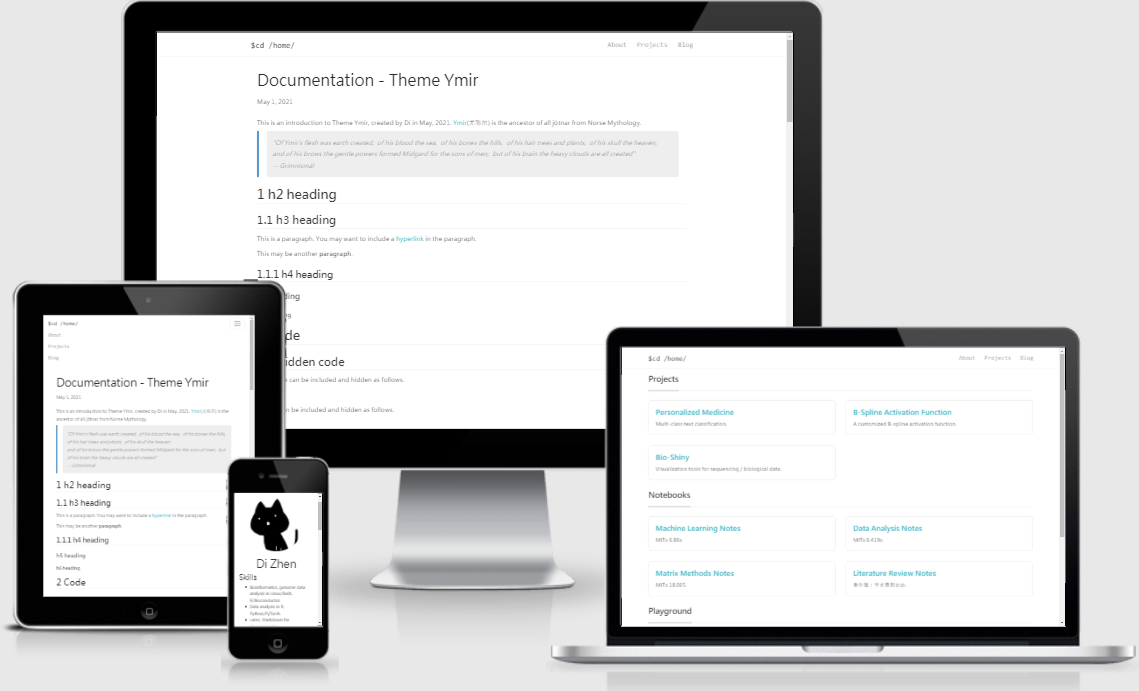 $cd /home/
About Projects Blog
Documentation - Theme Ymir
May 1, 2021
This is an introduction to Theme Ymir, created by Di in May, 2021. Ymir(尤弥尔) is the ancestor of all jötnar from Norse Mythology.
"Of Ymir's flesh was earth created, of his blood the sea, of his bones the hills, of his hair trees and plants, of his skull the heaven;
and of his brows the gentle powers formed Midgard for the sons of men; but of his brain the heavy clouds are all created"
-- Grímnismál
1 h2 heading
1.1 h3 heading
This is a paragraph. You may want to include a hyperlink in the paragraph.
This may be another paragraph.
1.1.1 h4 heading
ding
de
idden code
can be included and hidden as follows.
n be included and hidden as follows.
$cd /home/
About
Projects
Blog
Documentation - Theme Ymir
May 1, 2021
This is an introduction to Theme Ymir, created by Di in May, 2021. Ymir is the
ancestor of all jötnar from Norse Mythology.
"Of Ymir's flesh was earth created, of his blood the sea, of his bones the hills,
of his hair trees and plants, of his skull the heaven;
and of his brows the gentle powers formed Midgard for the sons of men; but
of his brain the heavy clouds are all created"
-- Grímnismál
1 h2 heading
1.1 h3 heading
This is a paragraph. You may want to include a hyperlink in the paragraph.
This may be another paragraph.
1.1.1 h4 heading
h5 heading
h6 heading
2 Code
Di Zhen
Skills
Bioinformatics, genome data
analysis in Linux/Bash,
R/Bioconductor.
Data analysis in R,
Python/PyTorch.
$cd /home/
About Projects Blog
Projects
Personalized Medicine
Multi-class text classification.
B-Spline Activation Function
A customized B-spline activation function.
Bio-Shiny
Visualization tools for sequencing / biological data.
Notebooks
Machine Learning Notes
MITx 6.86x.
Data Analysis Notes
MITx 6.419x.
Matrix Methods Notes
MITx 18.065.
Literature Review Notes
Playground